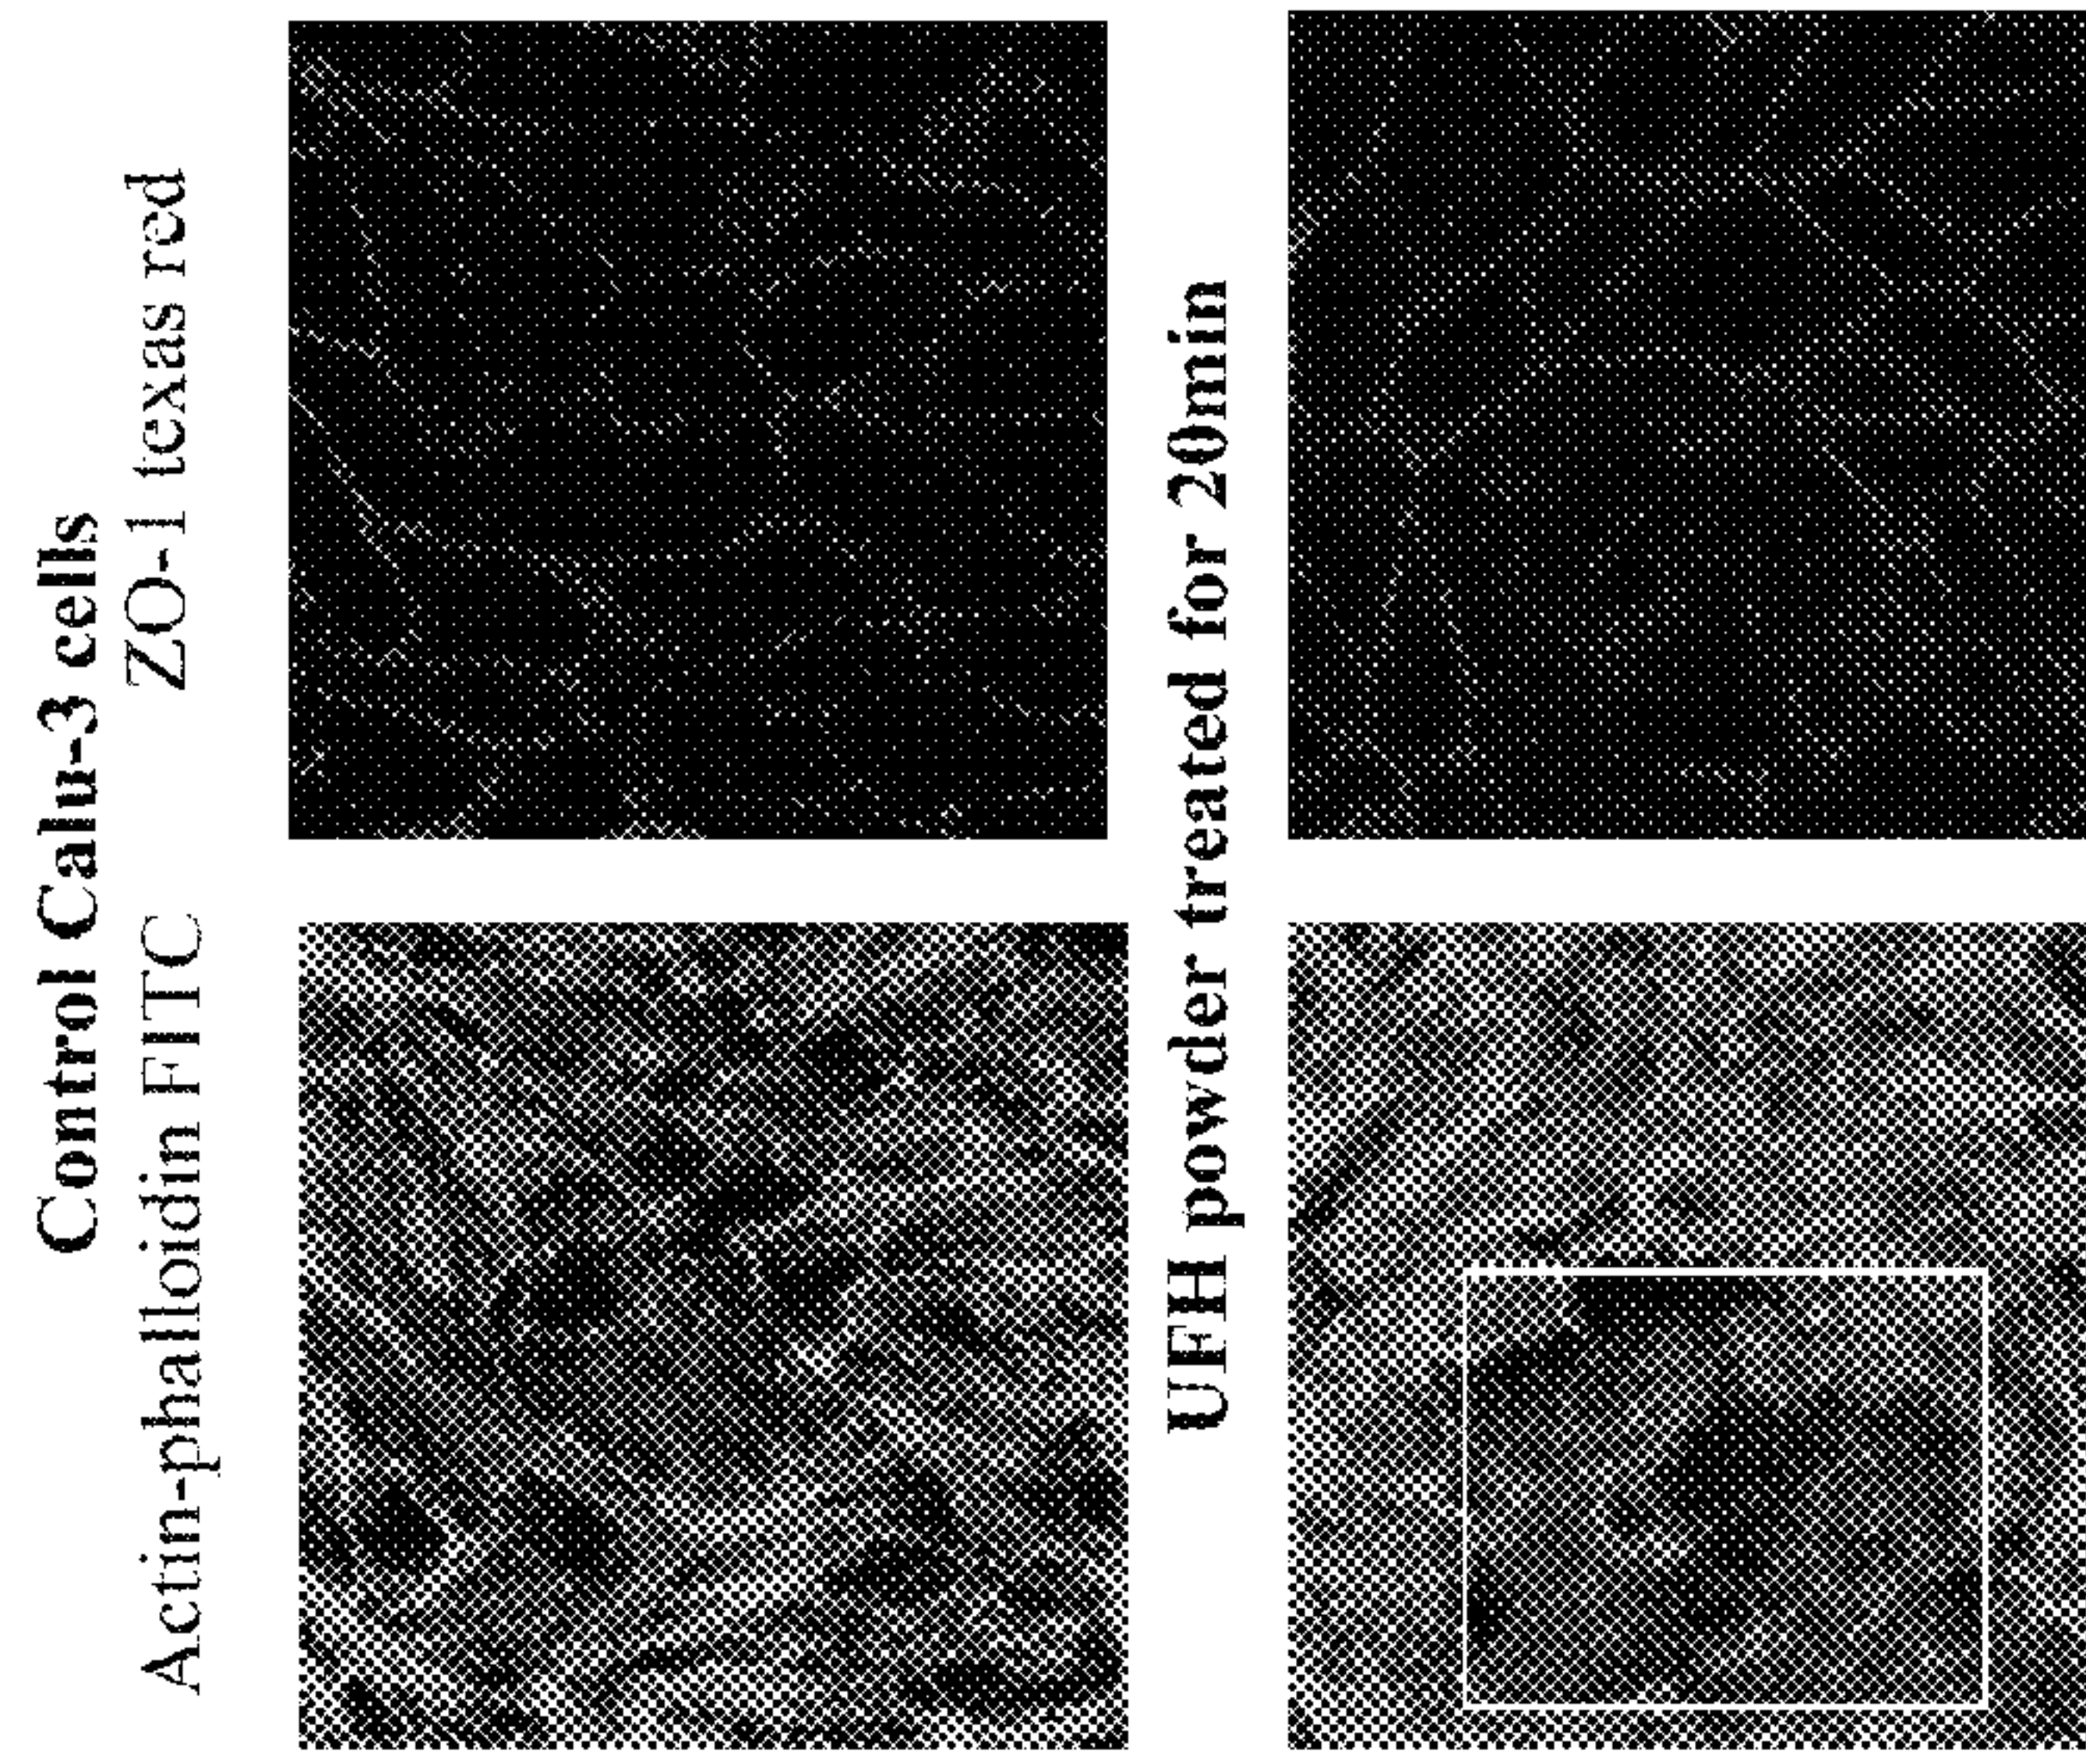 Control Calu-3 cells
Actin-phalloidin FITC ZO-1 texas red
UFH powder treated for 20min